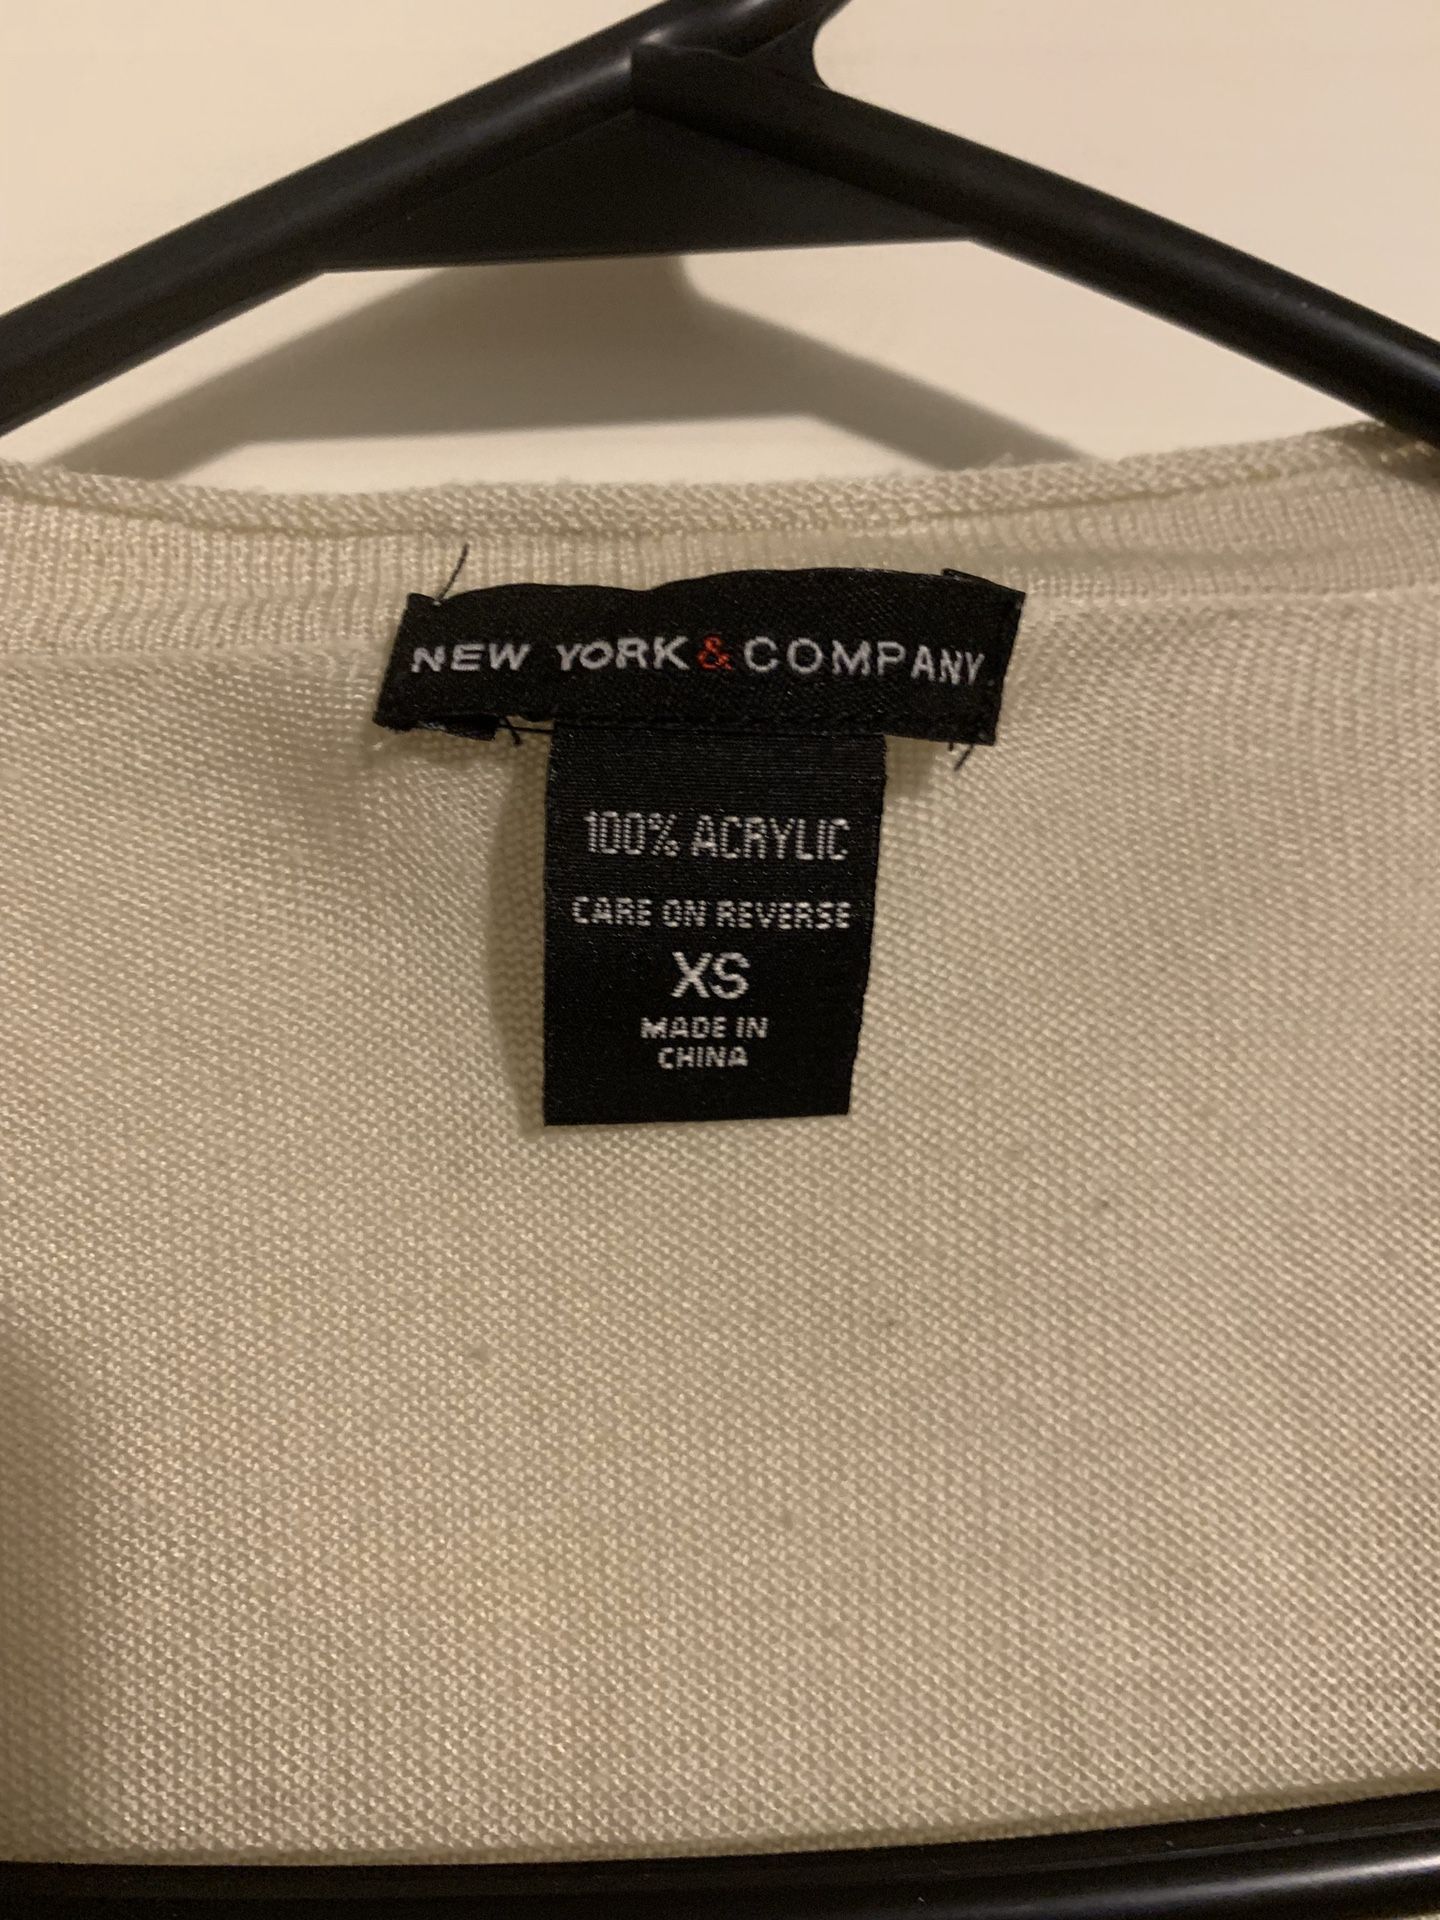 NEW YORK & COMPANY.
100% ACRYLIC
CARE ON REVERSE
XS
MADE IN
CHINA